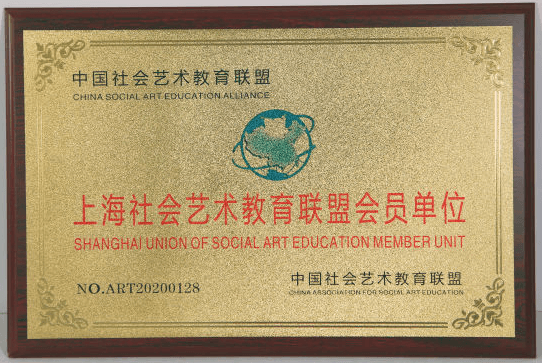 中国社会艺术教育联盟
CHINA SOCIAL ART EDUCATION ALLIANCE
上海社会艺术教育联盟会员单位
SHANGHAI UNION OF SOCIAL ART EDUCATION MEMBER UNIT
NO.ART20200128
中国社会艺术教育联盟
CHINA ASSOCIATION FOR SOCIAL ART EDUCATION